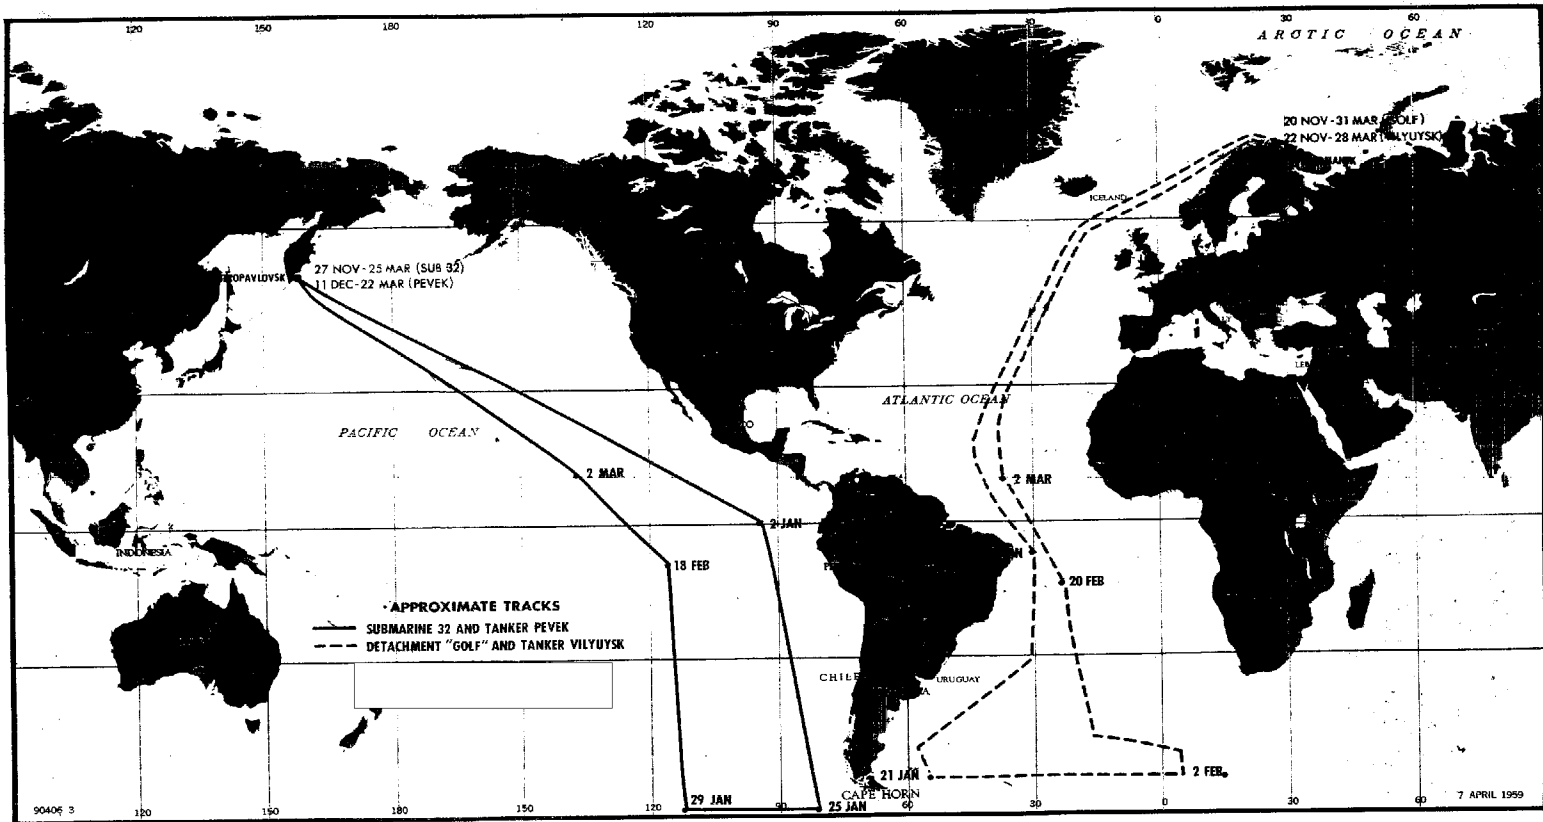 120 150 180 150 120 90 60 30 0 30 60
ARCTIC OCEAN
20 NOV-31 MAR (GOLF)
22 NOV-28 MAR (VILYUYSK)
ICELAND
27 NOV-25 MAR (SUB 32)
11 DEC-22 MAR (PEVEK)
LEB
ATLANTIC OCEAN
PACIFIC OCEAN
2 MAR
2 MAR
2 JAN
INDONESIA
18 FEB
20 FEB
APPROXIMATE TRACKS
SUBMARINE 32 AND TANKER PEVEK
DETACHMENT "GOLF" AND TANKER VILYUYSK
CHILE
URUGUAY
21 JAN
2 FEB
CAPE HORN
29 JAN
25 JAN
90406 3
7 APRIL 1959
120 150 180 150 120 90 60 30 0 30 60